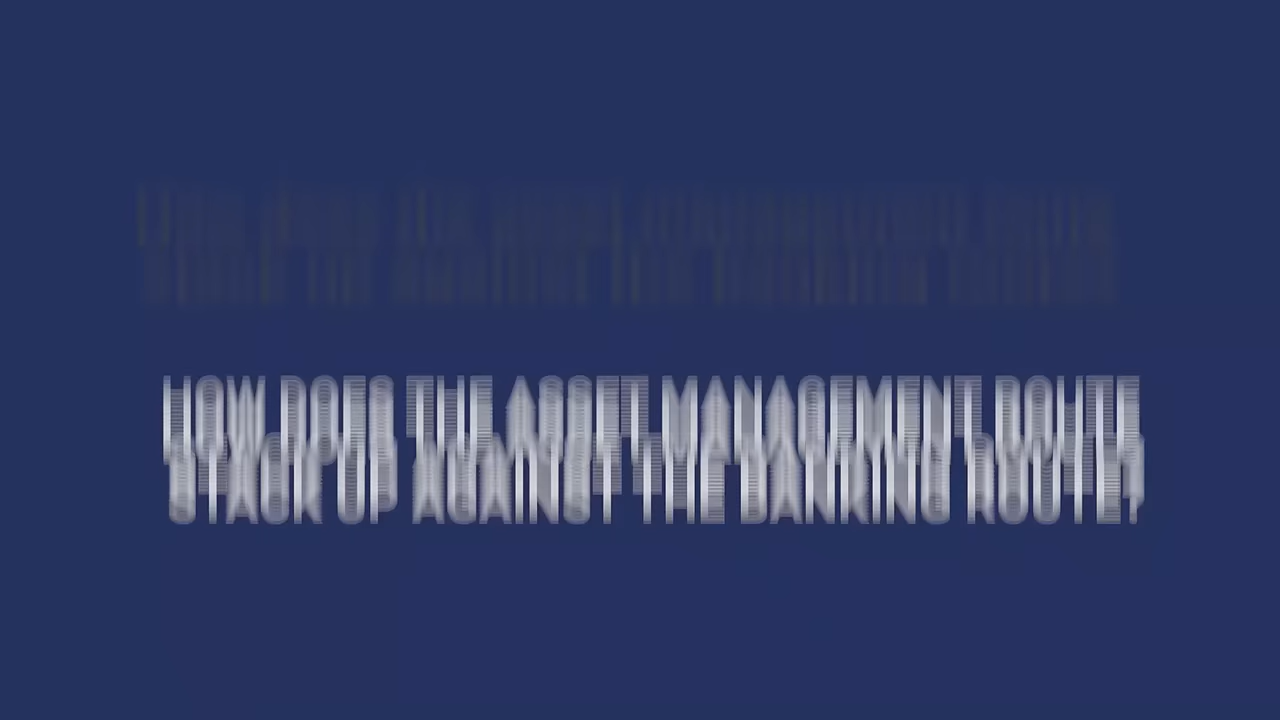 HOW DOES THE ASSET MANAGEMENT ROUTE
STACK UP AGAINST THE BANKING ROUTE?